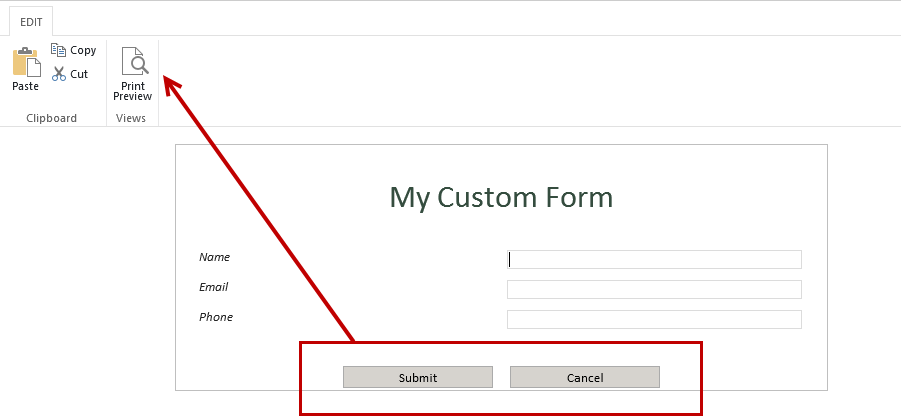 EDIT
Copy
Cut
Paste
Print
Preview
Clipboard
Views
My Custom Form
Name
Email
Phone
Submit
Cancel